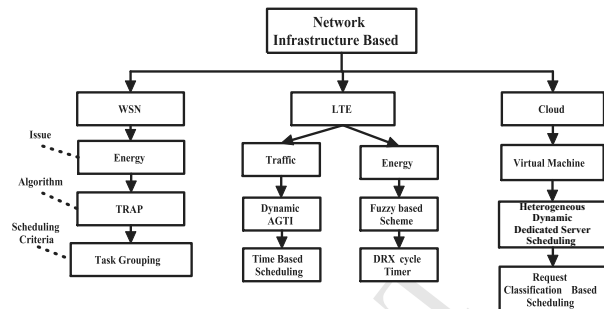 Network
Infrastructure Based
WSN
LTE
Cloud
Issue
Energy
Traffic
Energy
Virtual Machine
Algorithm
TRAP
Dynamic
AGTI
Fuzzy based
Scheme
Heterogeneous
Dynamic
Dedicated Server
Scheduling
Scheduling
Criteria
Task Grouping
Time Based
Scheduling
DRX cycle
Timer
Request
Classification Based
Scheduling